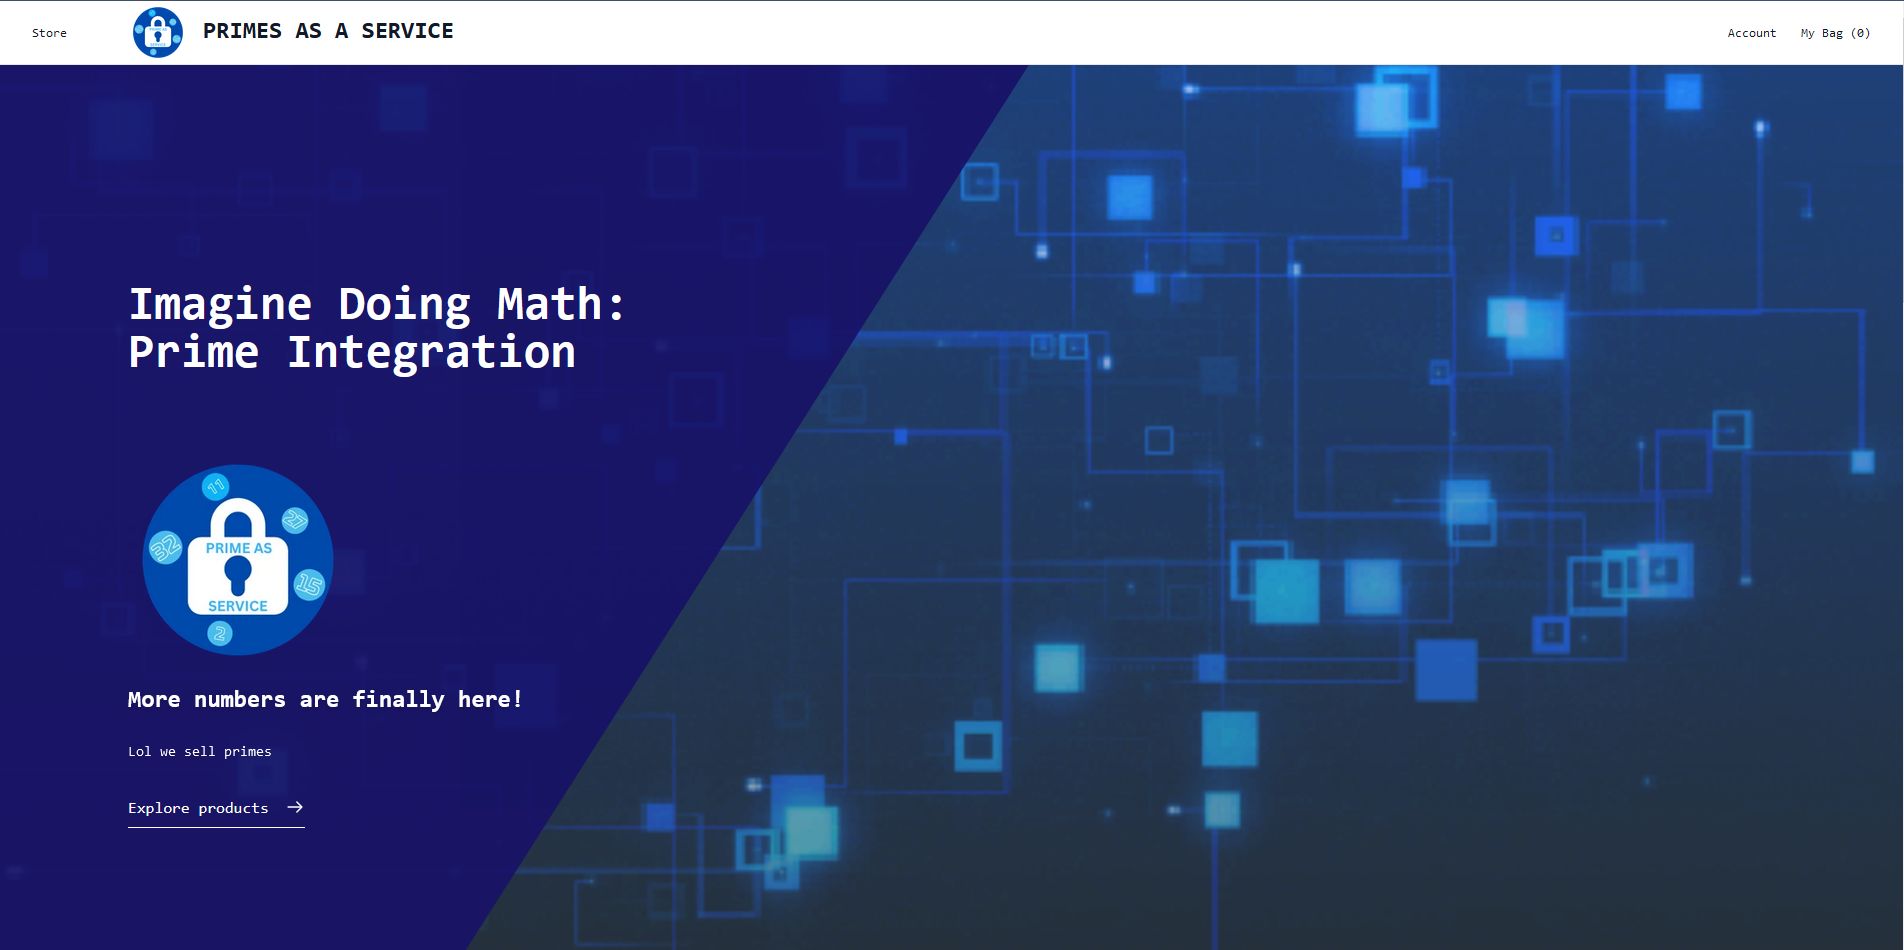 Store
PRIMES AS A SERVICE
Account
My Bag (0)
Imagine Doing Math:
Prime Integration
11
27
32
PRIME AS
15
SERVICE
2
More numbers are finally here!
Lol we sell primes
Explore products →